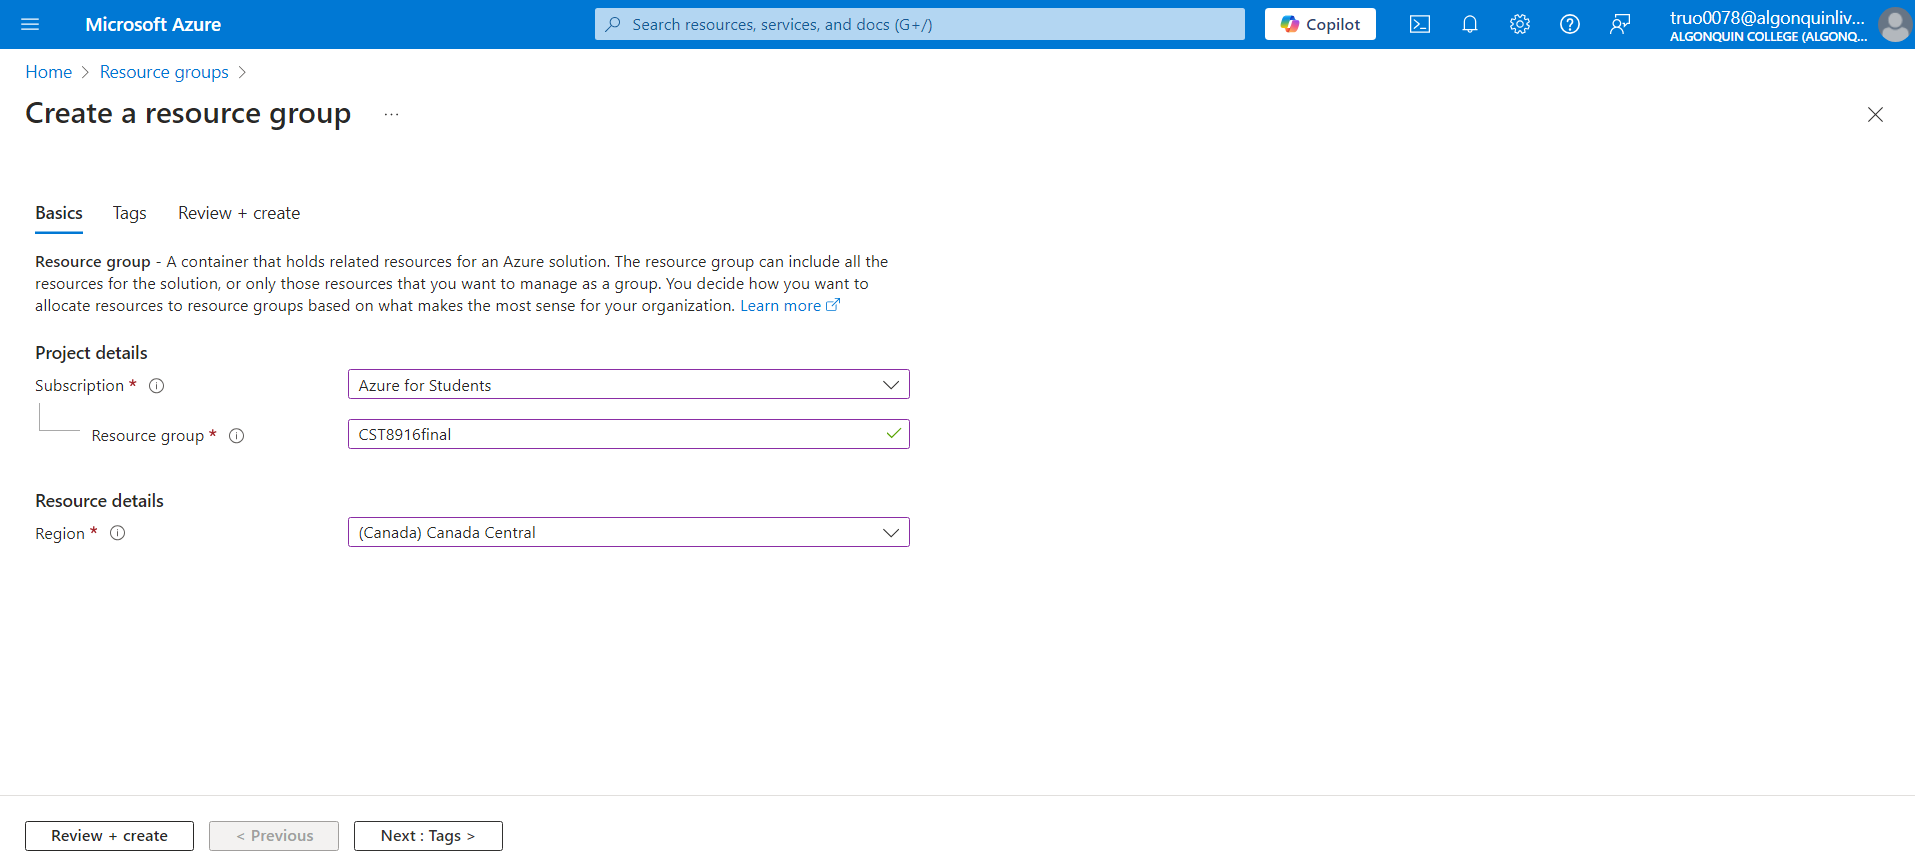 Microsoft Azure
Search resources, services, and docs (G+/)
Copilot
truo0078@algonquinliv...
ALGONQUIN COLLEGE (ALGONQ...
Home > Resource groups >
Create a resource group ...
Basics
Tags
Review + create
Resource group - A container that holds related resources for an Azure solution. The resource group can include all the
resources for the solution, or only those resources that you want to manage as a group. You decide how you want to
allocate resources to resource groups based on what makes the most sense for your organization. Learn more
Project details
Subscription *
Azure for Students
Resource group *
CST8916final
Resource details
Region *
(Canada) Canada Central
Review + create
< Previous
Next : Tags >